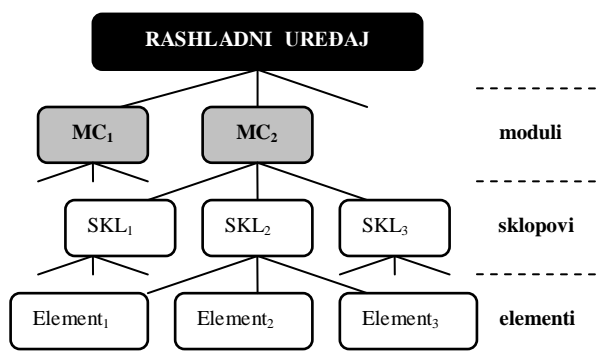 RASHLADNI UREĐAJ
MC₁ MC₂ moduli
SKL₁ SKL₂ SKL₃ sklopovi
Element₁ Element₂ Element₃ elementi